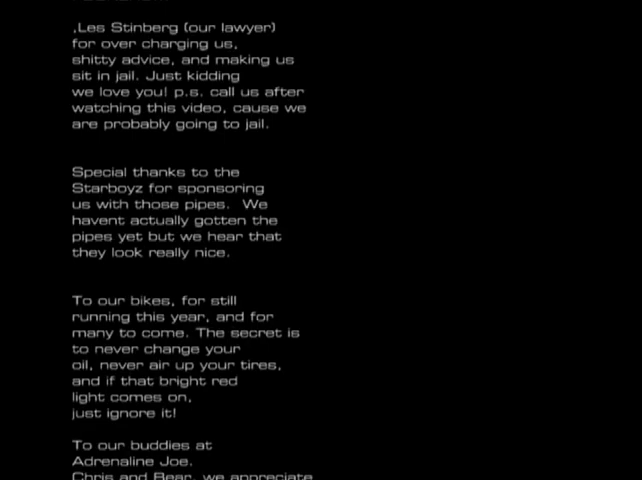 ,Les Stinberg (our lawyer)
for over charging us,
shitty advice, and making us
sit in jail. Just kidding
we love you! p.s. call us after
watching this video, cause we
are probably going to jail.
Special thanks to the
Starboyz for sponsoring
us with those pipes. We
havent actually gotten the
pipes yet but we hear that
they look really nice.
To our bikes, for still
running this year, and for
many to come. The secret is
to never change your
oil, never air up your tires,
and if that bright red
light comes on,
just ignore it!
To our buddies at
Adrenaline Joe.
Chris and Bear, we appreciate